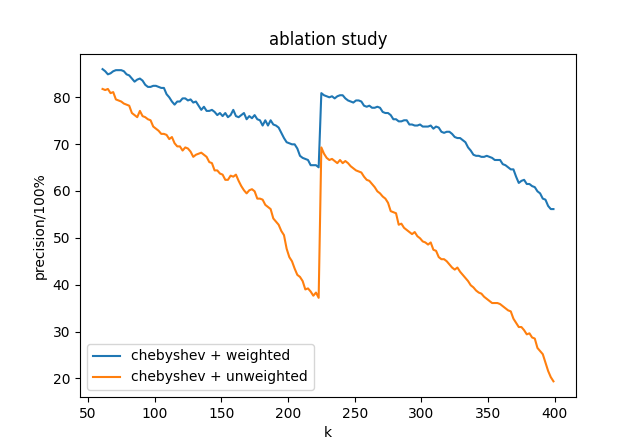 ablation study
precision/100%
80
70
60
50
40
30
20
chebyshev + weighted
chebyshev + unweighted
50 100 150 200 250 300 350 400
k